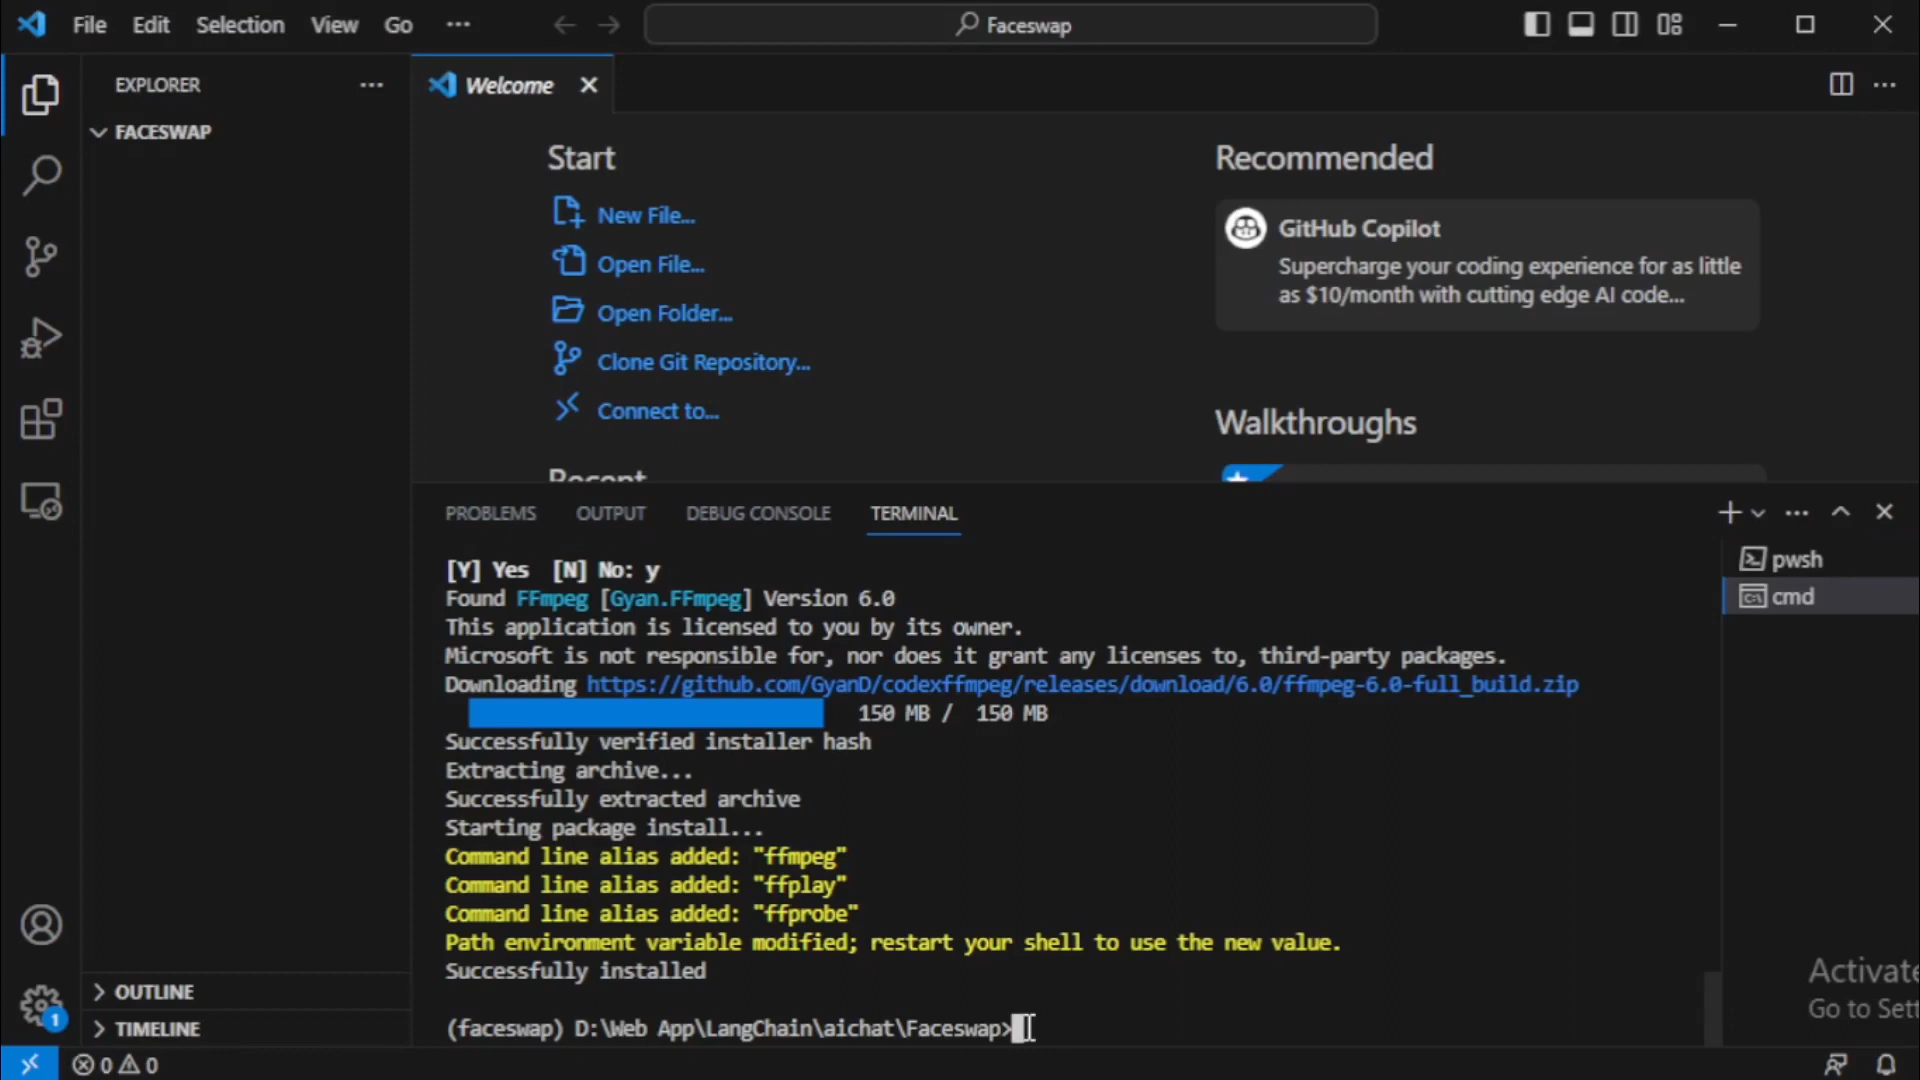 File Edit Selection View Go ...
Faceswap
EXPLORER ...
Welcome
FACESWAP
Start
New File...
Open File...
Open Folder...
Clone Git Repository...
Connect to...
Recent
Recommended
GitHub Copilot
Supercharge your coding experience for as little
as $10/month with cutting edge AI code...
Walkthroughs
PROBLEMS OUTPUT DEBUG CONSOLE TERMINAL
pwsh
cmd
[Y] Yes [N] No: y
Found FFmpeg [Gyan.FFmpeg] Version 6.0
This application is licensed to you by its owner.
Microsoft is not responsible for, nor does it grant any licenses to, third-party packages.
Downloading https://github.com/GyanD/codexffmpeg/releases/download/6.0/ffmpeg-6.0-full_build.zip
150 MB / 150 MB
Successfully verified installer hash
Extracting archive...
Successfully extracted archive
Starting package install...
Command line alias added: "ffmpeg"
Command line alias added: "ffplay"
Command line alias added: "ffprobe"
Path environment variable modified; restart your shell to use the new value.
Successfully installed
(faceswap) D:\Web App\LangChain\aichat\Faceswap>
Activate
Go to Sett
OUTLINE
TIMELINE
1
0 0